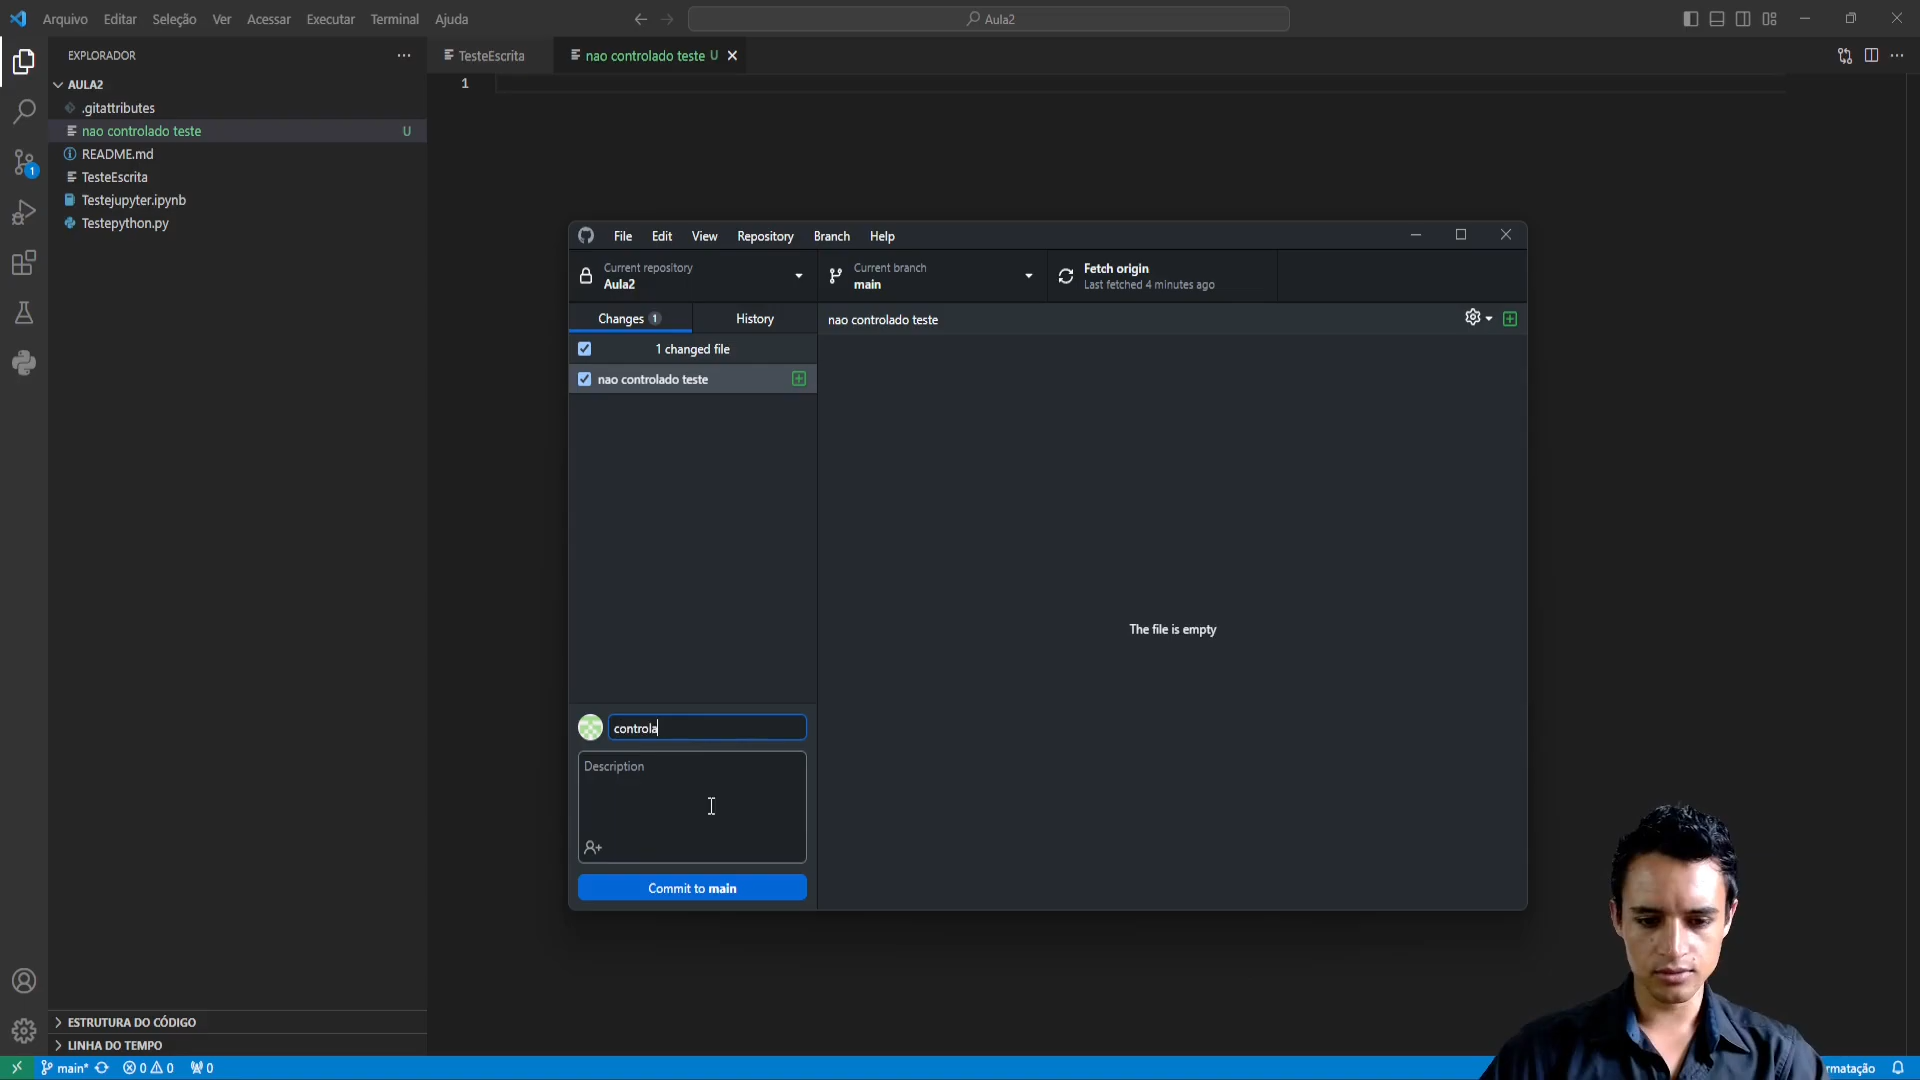 Arquivo Editar Seleção Ver Acessar Executar Terminal Ajuda
Aula2
EXPLORADOR
TesteEscrita
nao controlado teste U
AULA2
.gitattributes
nao controlado teste U
README.md
TesteEscrita
Testejupyter.ipynb
Testepython.py
1
1
File Edit View Repository Branch Help
Current repository
Aula2
Current branch
main
Fetch origin
Last fetched 4 minutes ago
Changes 1
History
nao controlado teste
1 changed file
nao controlado teste
The file is empty
controla
Description
Commit to main
ESTRUTURA DO CÓDIGO
LINHA DO TEMPO
main* 0 0 0